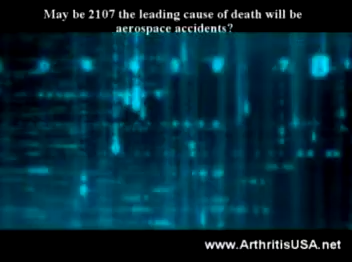 May be 2107 the leading cause of death will be
aerospace accidents?
www.ArthritisUSA.net